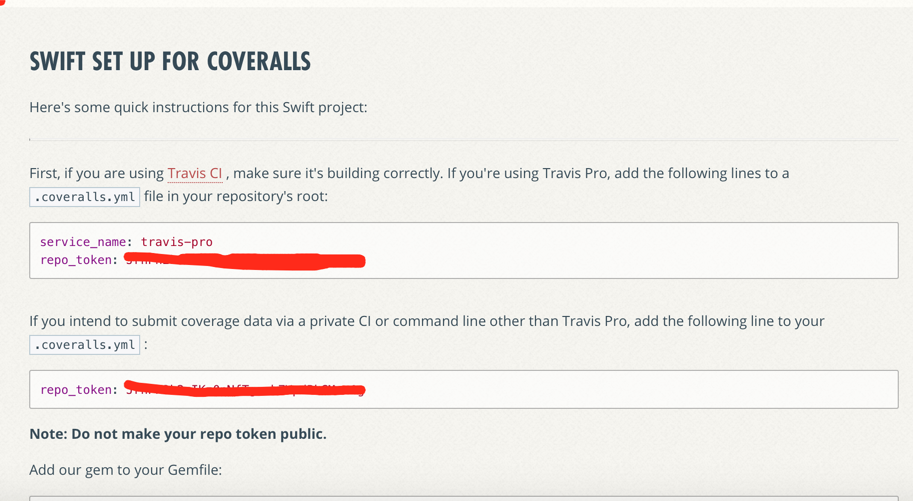 SWIFT SET UP FOR COVERALLS
Here's some quick instructions for this Swift project:
First, if you are using Travis CI , make sure it's building correctly. If you're using Travis Pro, add the following lines to a
.coveralls.yml file in your repository's root:
service_name: travis-pro
repo_token:
If you intend to submit coverage data via a private CI or command line other than Travis Pro, add the following line to your
.coveralls.yml :
repo_token:
Note: Do not make your repo token public.
Add our gem to your Gemfile: